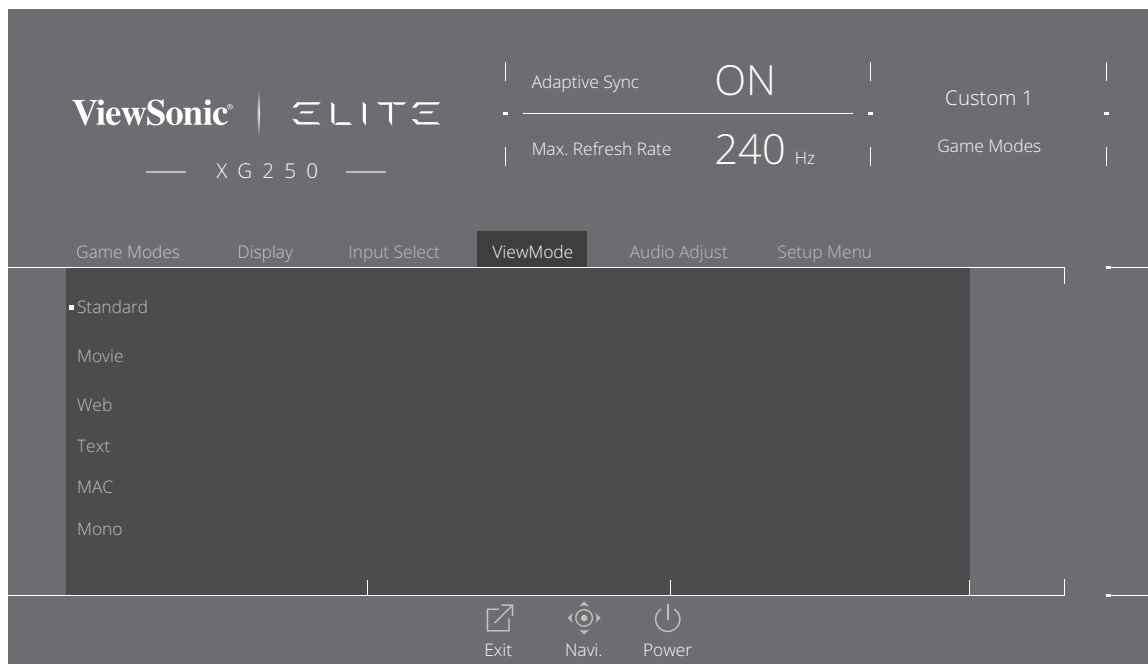 ViewSonic® ELITE
XG250
Adaptive Sync ON
Max. Refresh Rate 240 Hz
Custom 1
Game Modes
Game Modes Display Input Select ViewMode Audio Adjust Setup Menu
Standard
Movie
Web
Text
MAC
Mono
Exit Navi. Power